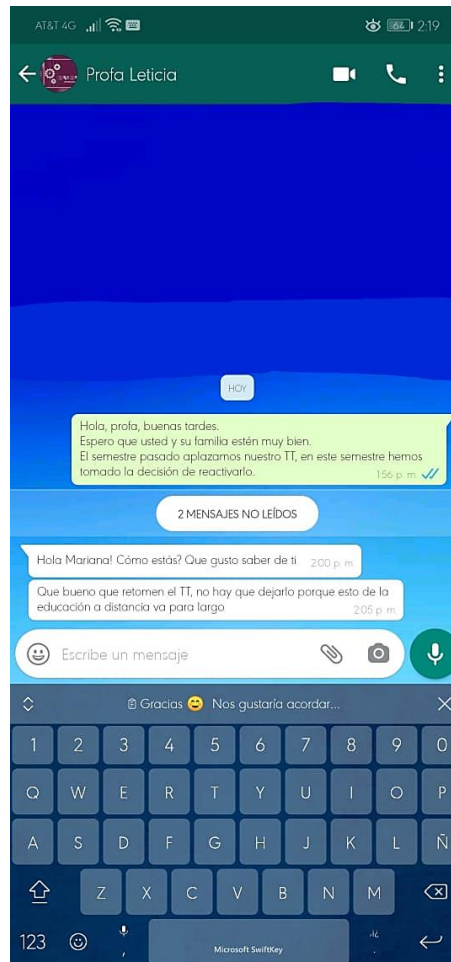 AT&T 4G 64 2:19
Profa Leticia
HOY
Hola, profa, buenas tardes.
Espero que usted y su familia estén muy bien.
El semestre pasado aplazamos nuestro TT, en este semestre hemos
tomado la decisión de reactivarlo. 1:56 p. m.
2 MENSAJES NO LEÍDOS
Hola Mariana! Cómo estás? Que gusto saber de ti 2:00 p. m.
Que bueno que retomen el TT, no hay que dejarlo porque esto de la
educación a distancia va para largo 2:05 p. m.
Escribe un mensaje
Gracias 😊 Nos gustaría acordar...
1 2 3 4 5 6 7 8 9 0
Q W E R T Y U I O P
A S D F G H J K L Ñ
Z X C V B N M
123 , Microsoft SwiftKey .!¿